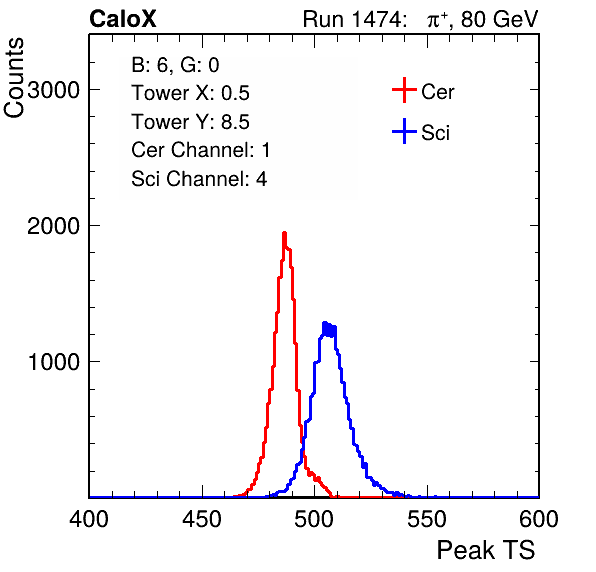 CaloX Run 1474: π⁺, 80 GeV
Counts
B: 6, G: 0
Tower X: 0.5
Tower Y: 8.5
Cer Channel: 1
Sci Channel: 4
Cer
Sci
3000
2000
1000
400 450 500 550 600
Peak TS